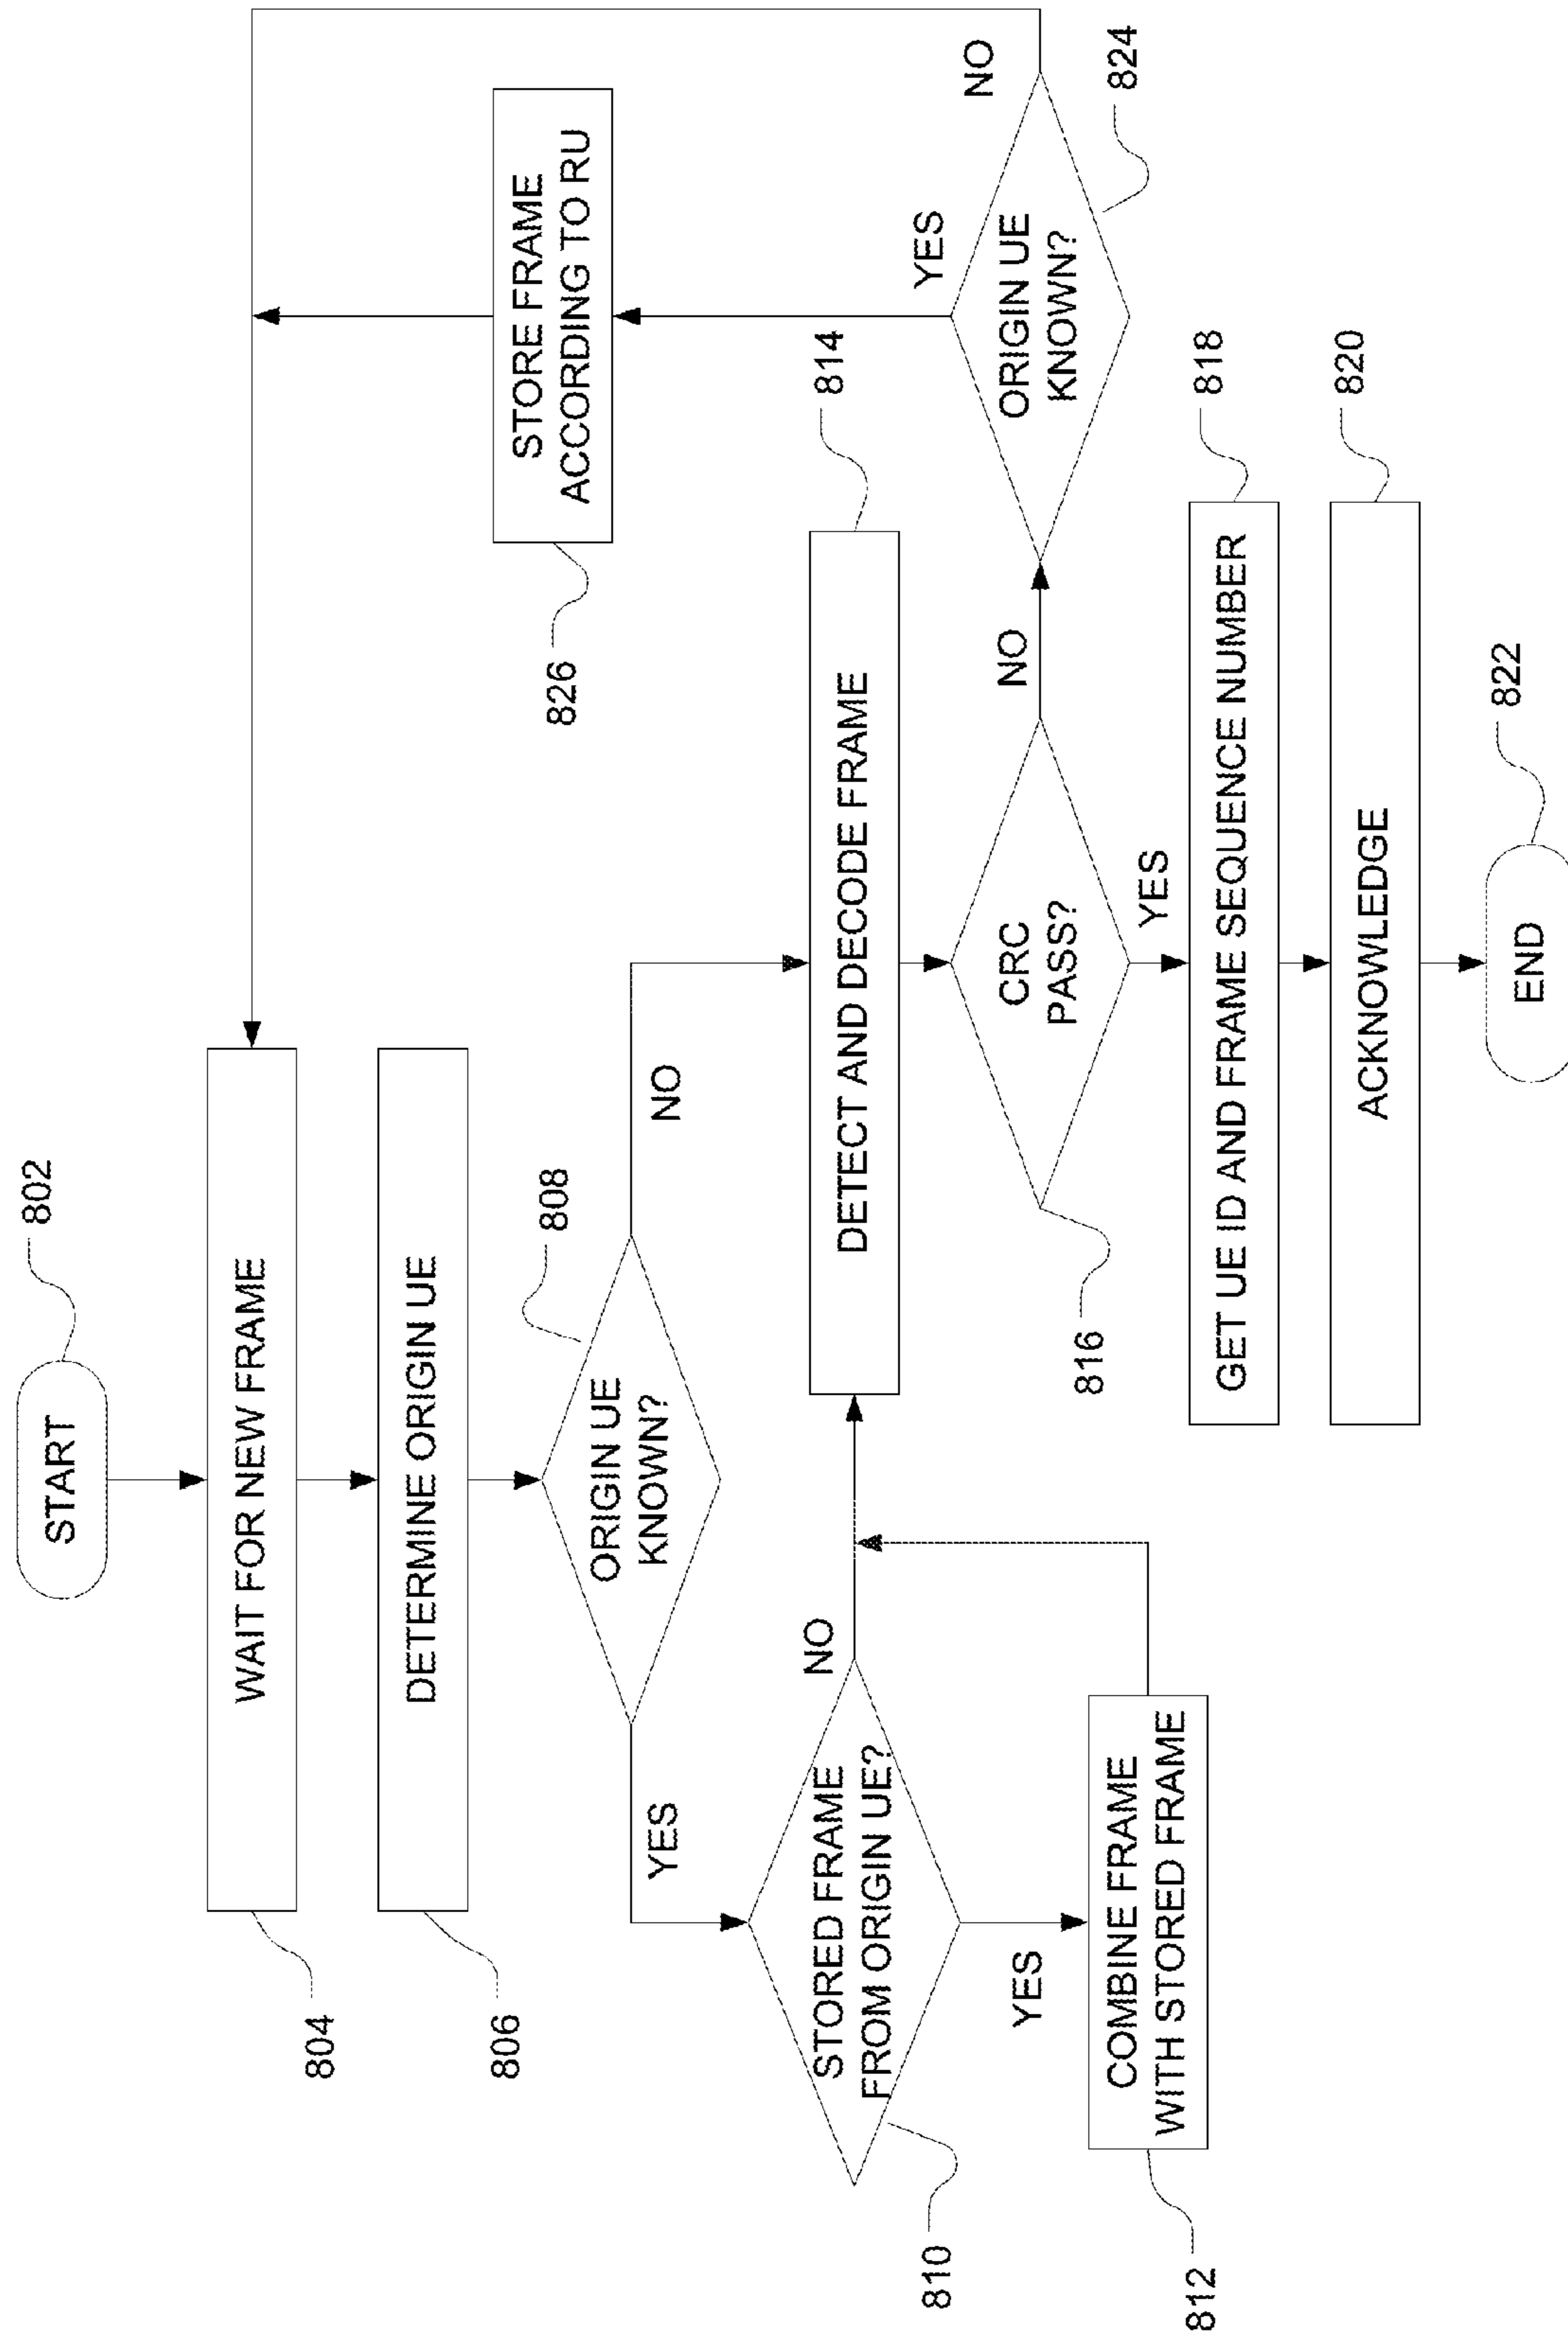 START
802
WAIT FOR NEW FRAME
804
DETERMINE ORIGIN UE
806
ORIGIN UE
KNOWN?
808
YES
NO
STORED FRAME
FROM ORIGIN UE?
810
NO
YES
COMBINE FRAME
WITH STORED FRAME
812
DETECT AND DECODE FRAME
814
CRC
PASS?
816
NO
YES
GET UE ID AND FRAME SEQUENCE NUMBER
818
ACKNOWLEDGE
820
END
822
ORIGIN UE
KNOWN?
824
YES
NO
STORE FRAME
ACCORDING TO RU
826